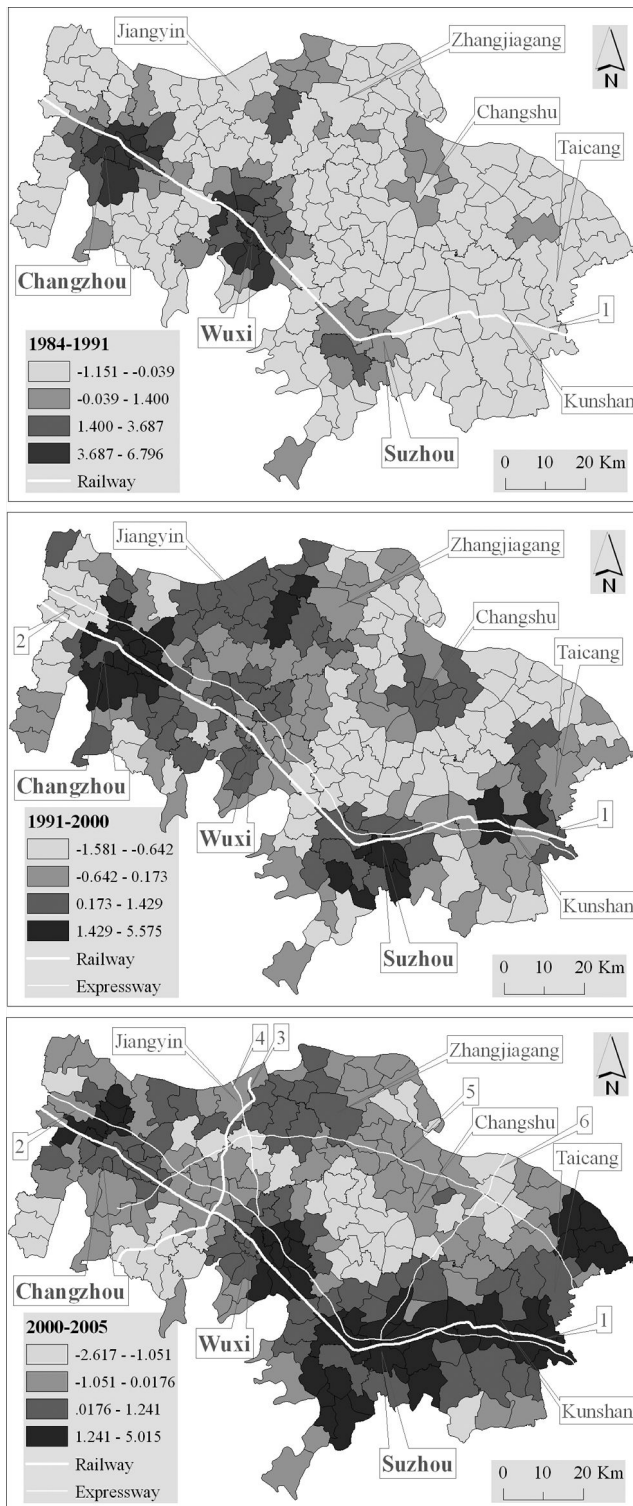 Jiangyin
Zhangjiagang
N
Changshu
Taicang
Changzhou
Wuxi
1
1984-1991
-1.151 - -0.039
-0.039 - 1.400
1.400 - 3.687
3.687 - 6.796
Railway
Kunshan
Suzhou
0 10 20 Km
Jiangyin
Zhangjiagang
N
2
Changshu
Taicang
Changzhou
Wuxi
1
1991-2000
-1.581 - -0.642
-0.642 - 0.173
0.173 - 1.429
1.429 - 5.575
Railway
Expressway
Kunshan
Suzhou
0 10 20 Km
Jiangyin
4
3
Zhangjiagang
N
5
2
Changshu
6
Taicang
Changzhou
Wuxi
1
2000-2005
-2.617 - -1.051
-1.051 - 0.0176
.0176 - 1.241
1.241 - 5.015
Railway
Expressway
Kunshan
Suzhou
0 10 20 Km